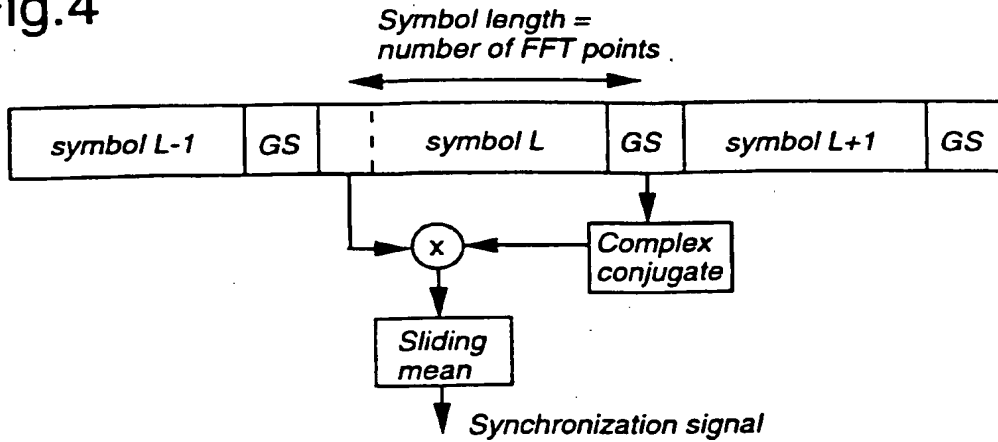 Fig.4
Symbol length =
number of FFT points
symbol L-1 GS symbol L GS symbol L+1 GS
x Complex
conjugate
Sliding
mean
Synchronization signal